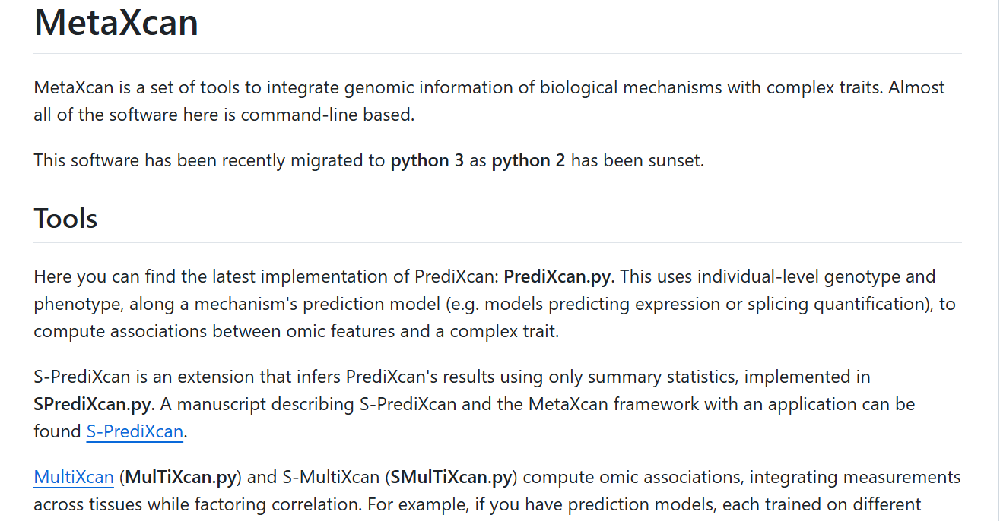 MetaXcan
MetaXcan is a set of tools to integrate genomic information of biological mechanisms with complex traits. Almost
all of the software here is command-line based.
This software has been recently migrated to python 3 as python 2 has been sunset.
Tools
Here you can find the latest implementation of PrediXcan: PrediXcan.py. This uses individual-level genotype and
phenotype, along a mechanism's prediction model (e.g. models predicting expression or splicing quantification), to
compute associations between omic features and a complex trait.
S-PrediXcan is an extension that infers PrediXcan's results using only summary statistics, implemented in
SPrediXcan.py. A manuscript describing S-PrediXcan and the MetaXcan framework with an application can be
found S-PrediXcan.
MultiXcan (MulTiXcan.py) and S-MultiXcan (SMulTiXcan.py) compute omic associations, integrating measurements
across tissues while factoring correlation. For example, if you have prediction models, each trained on different